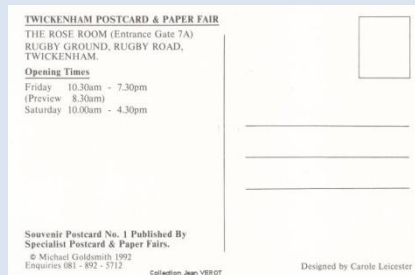 TWICKENHAM POSTCARD & PAPER FAIR
THE ROSE ROOM (Entrance Gate 7A)
RUGBY GROUND, RUGBY ROAD,
TWICKENHAM.
Opening Times
Friday 10.30am - 7.30pm
(Preview 8.30am)
Saturday 10.00am - 4.30pm
Souvenir Postcard No. 1 Published By
Specialist Postcard & Paper Fairs.
© Michael Goldsmith 1992
Enquiries 081 - 892 - 5712
Designed by Carole Leicester
Collection Jean VEROT